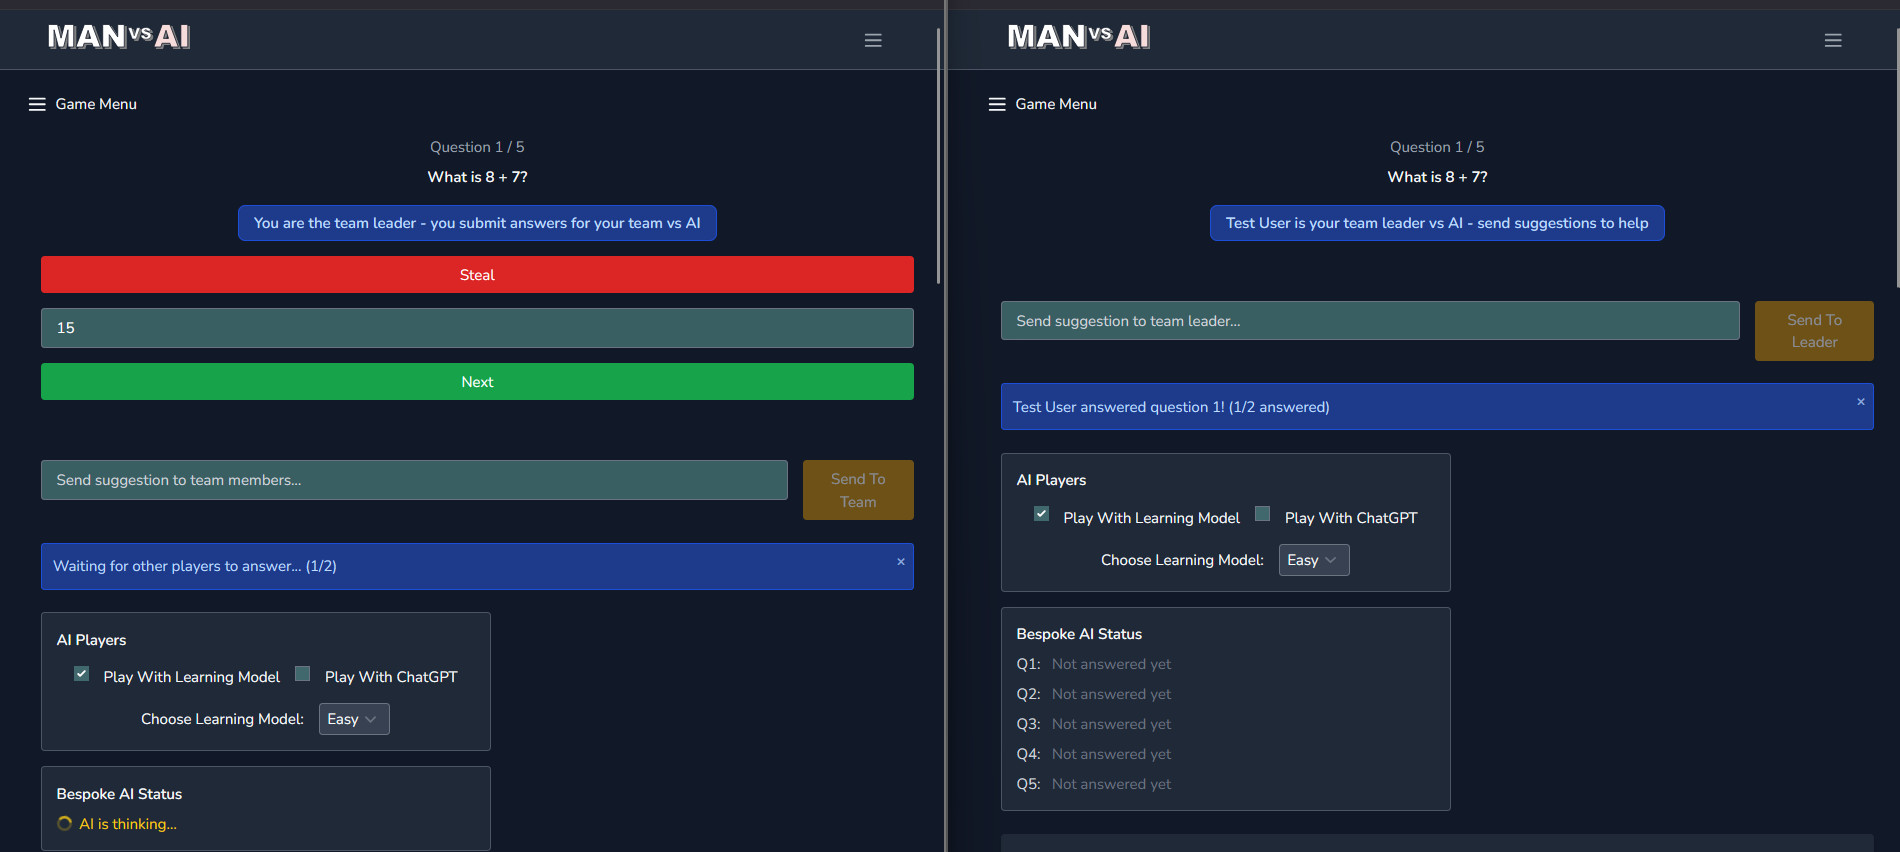 MAN VS AI
Game Menu
Question 1 / 5
What is 8 + 7?
You are the team leader - you submit answers for your team vs AI
Steal
15
Next
Send suggestion to team members...
Send To
Team
Waiting for other players to answer... (1/2)
×
AI Players
Play With Learning Model
Play With ChatGPT
Choose Learning Model: Easy
Bespoke AI Status
AI is thinking...
MAN VS AI
Game Menu
Question 1 / 5
What is 8 + 7?
Test User is your team leader vs AI - send suggestions to help
Send suggestion to team leader...
Send To
Leader
Test User answered question 1! (1/2 answered)
×
AI Players
Play With Learning Model
Play With ChatGPT
Choose Learning Model: Easy
Bespoke AI Status
Q1: Not answered yet
Q2: Not answered yet
Q3: Not answered yet
Q4: Not answered yet
Q5: Not answered yet